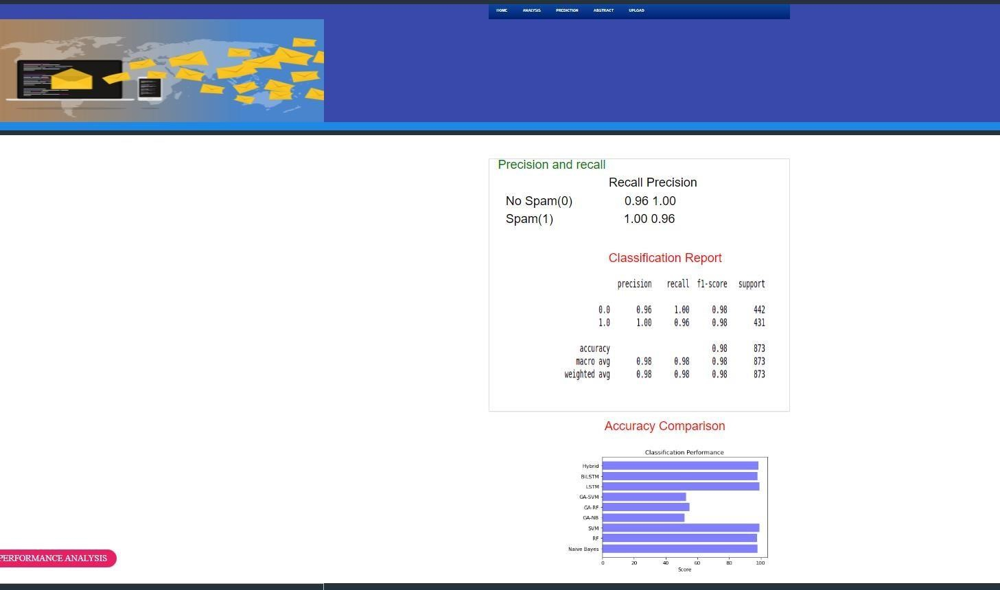 HOME ANALYSIS PREDICTION ABSTRACT UPLOAD
Precision and recall
Recall Precision
No Spam(0) 0.96 1.00
Spam(1) 1.00 0.96
Classification Report
precision recall f1-score support
0.0 0.96 1.00 0.98 442
1.0 1.00 0.96 0.98 431
accuracy 0.98 873
macro avg 0.98 0.98 0.98 873
weighted avg 0.98 0.98 0.98 873
Accuracy Comparison
Classification Performance
Hybrid
BiLSTM
LSTM
GA-SVM
GA-RF
GA-NB
SVM
RF
Naive Bayes
0 20 40 60 80 100
Score
PERFORMANCE ANALYSIS